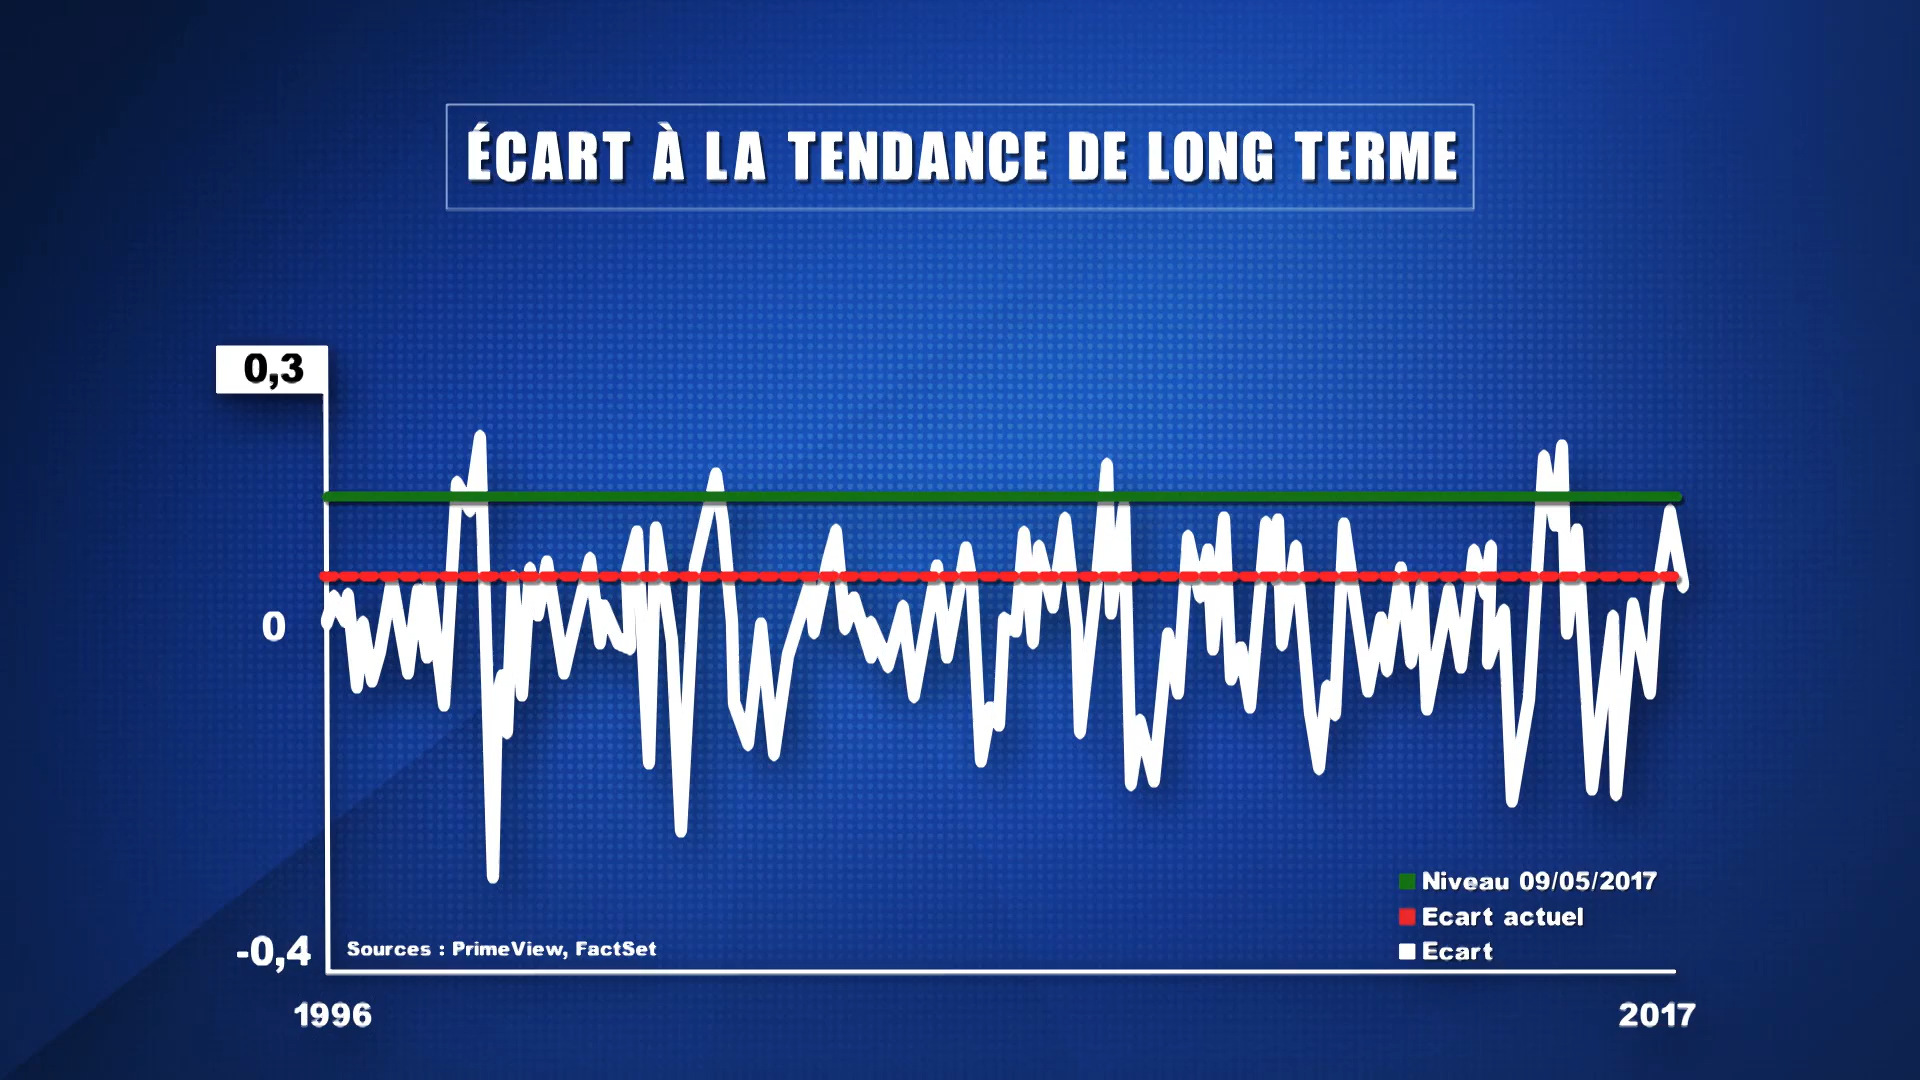 ÉCART À LA TENDANCE DE LONG TERME
0,3
0
-0,4
Sources : PrimeView, FactSet
Niveau 09/05/2017
Ecart actuel
Ecart
1996
2017